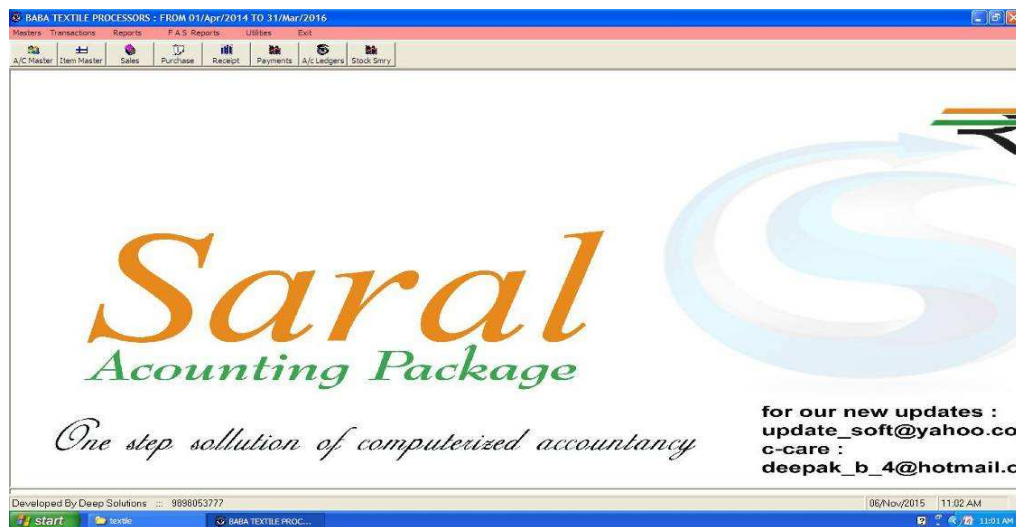 BABA TEXTILE PROCESSORS : FROM 01/Apr/2014 TO 31/Mar/2016
Masters Transactions Reports F A S Reports Utilities Exit
A/C Master Item Master Sales Purchase Receipt Payments A/c Ledgers Stock Smry
Saral
Acounting Package
One step sollution of computerized accountancy
for our new updates :
update_soft@yahoo.co
c-care :
deepak_b_4@hotmail.c
Developed By Deep Solutions ::: 9898053777 06/Nov/2015 11:02 AM
start textile BABA TEXTILE PROC... 11:01 AM